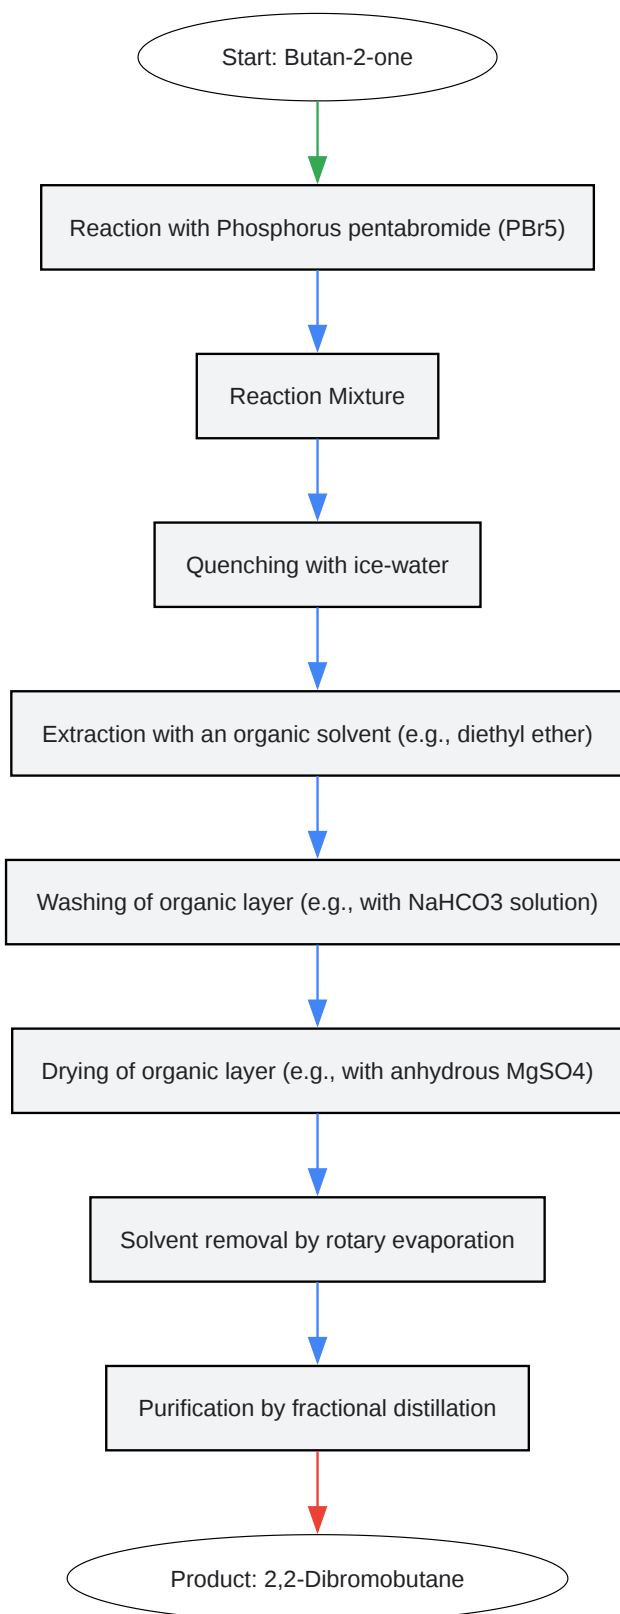 Start: Butan-2-one
Reaction with Phosphorus pentabromide (PBr5)
Reaction Mixture
Quenching with ice-water
Extraction with an organic solvent (e.g., diethyl ether)
Washing of organic layer (e.g., with NaHCO3 solution)
Drying of organic layer (e.g., with anhydrous MgSO4)
Solvent removal by rotary evaporation
Purification by fractional distillation
Product: 2,2-Dibromobutane